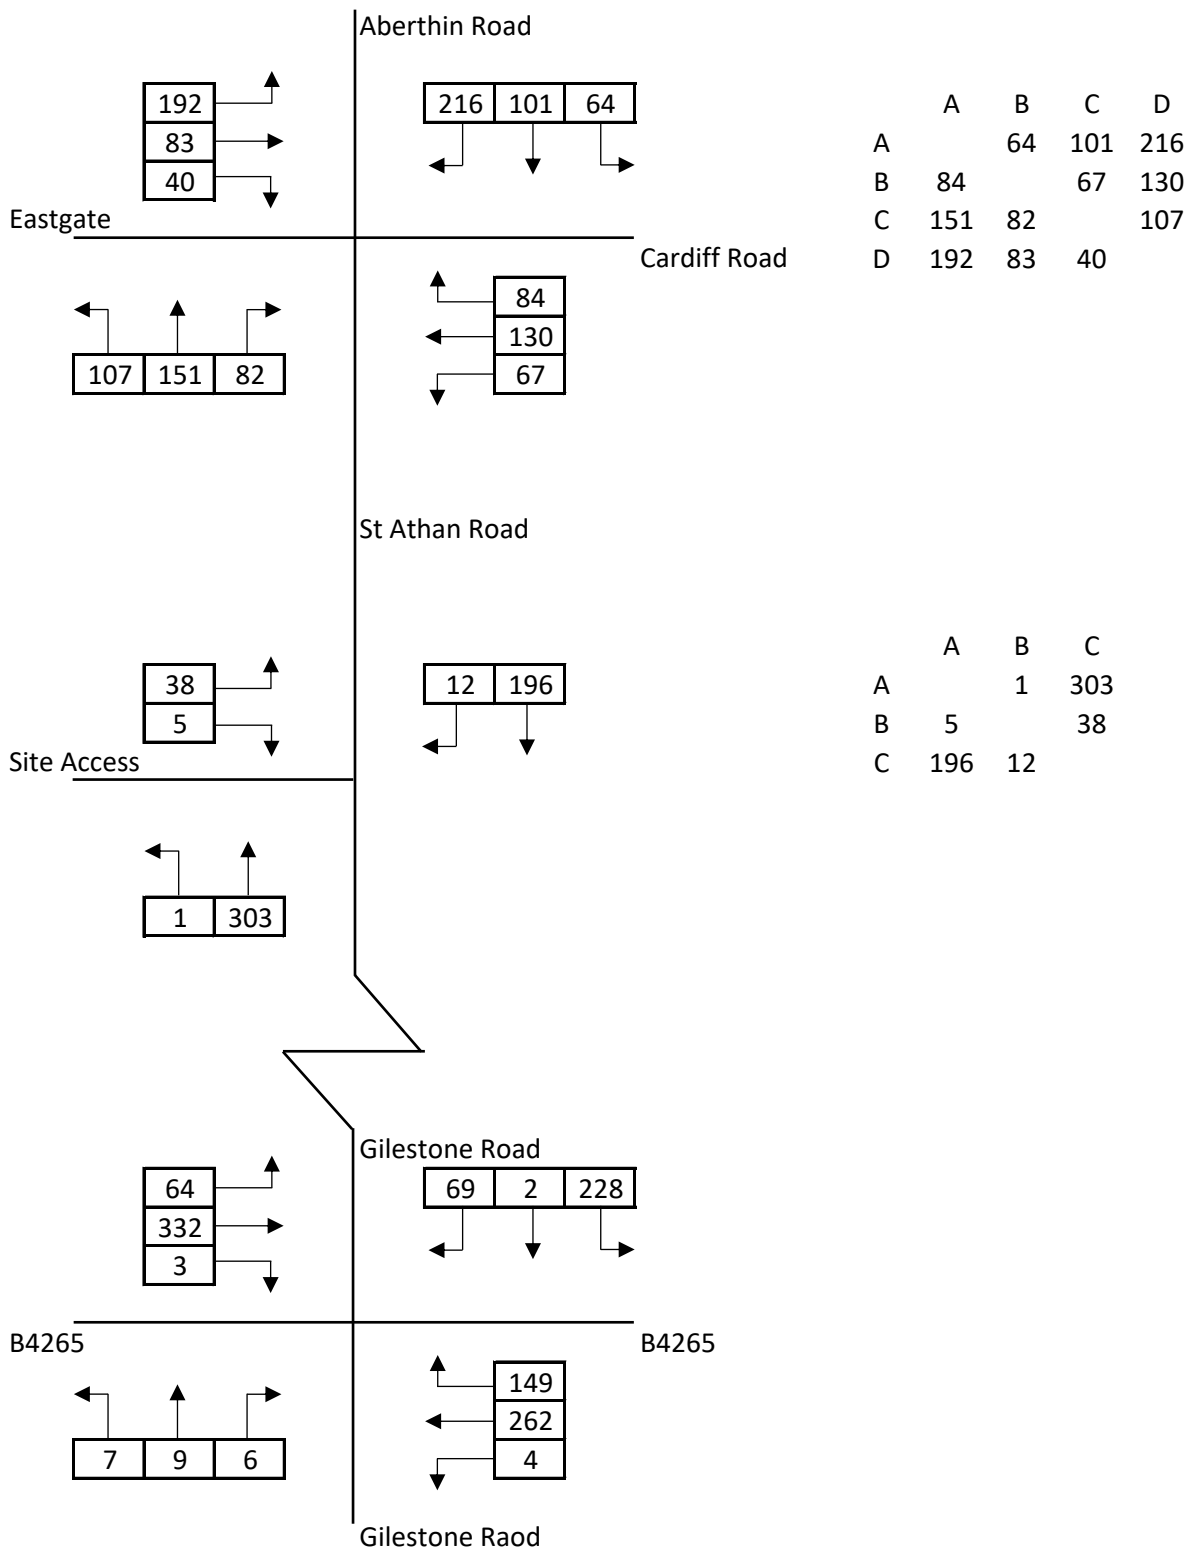 Aberthin Road
192
83
40
216 101 64
A B C D
A 64 101 216
B 84 67 130
C 151 82 107
D 192 83 40
Eastgate
Cardiff Road
107 151 82
84
130
67
St Athan Road
38
5
12 196
A B C
A 1 303
B 5 38
C 196 12
Site Access
1 303
Gilestone Road
64
332
3
69 2 228
B4265
B4265
7 9 6
149
262
4
Gilestone Raod